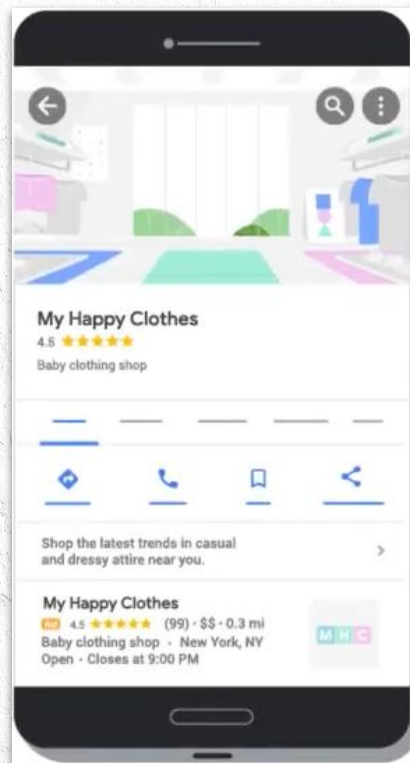 My Happy Clothes
4.5
Baby clothing shop
Shop the latest trends in casual
and dressy attire near you.
My Happy Clothes
Ad 4.5 (99) · $$ · 0.3 mi
Baby clothing shop · New York, NY
Open · Closes at 9:00 PM
MHC